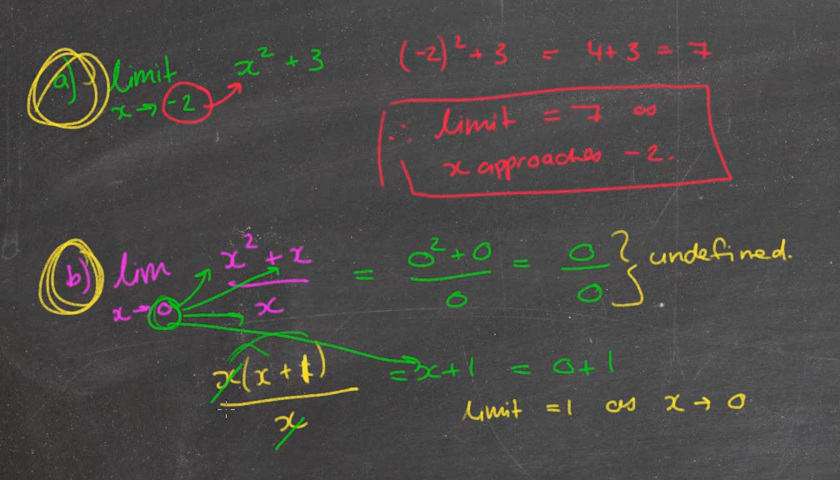 a) limit x → -2 x² + 3 (-2)² + 3 = 4+3 = 7
∴ limit = 7 as
x approaches -2.
b) lim x → 0 (x² + x)/x = (0² + 0)/0 = 0/0 } undefined.
x(x + 1)/x = x+1 = 0+1
limit = 1 as x → 0